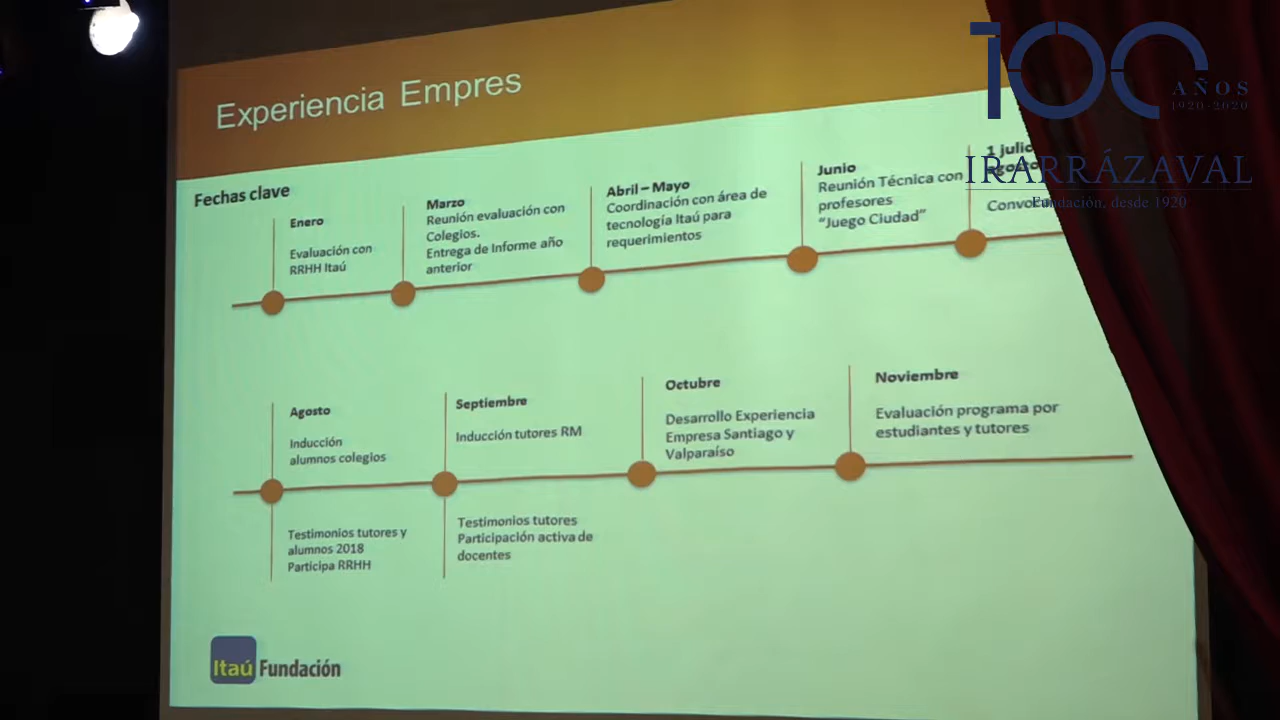 Experiencia Empres
Fechas clave
Enero
Evaluación con
RRHH Itaú
Marzo
Reunión evaluación con
Colegios.
Entrega de Informe año
anterior
Abril – Mayo
Coordinación con área de
tecnología Itaú para
requerimientos
Junio
Reunión Técnica con
profesores
“Juego Ciudad”
1 julio
agosto
Agosto
Inducción
alumnos colegios
Testimonios tutores y
alumnos 2018
Participa RRHH
Septiembre
Inducción tutores RM
Testimonios tutores
Participación activa de
docentes
Octubre
Desarrollo Experiencia
Empresa Santiago y
Valparaíso
Noviembre
Evaluación programa por
estudiantes y tutores
Itaú Fundación
100 AÑOS
1920-2020
IRARRÁZAVAL
Fundación, desde 1920